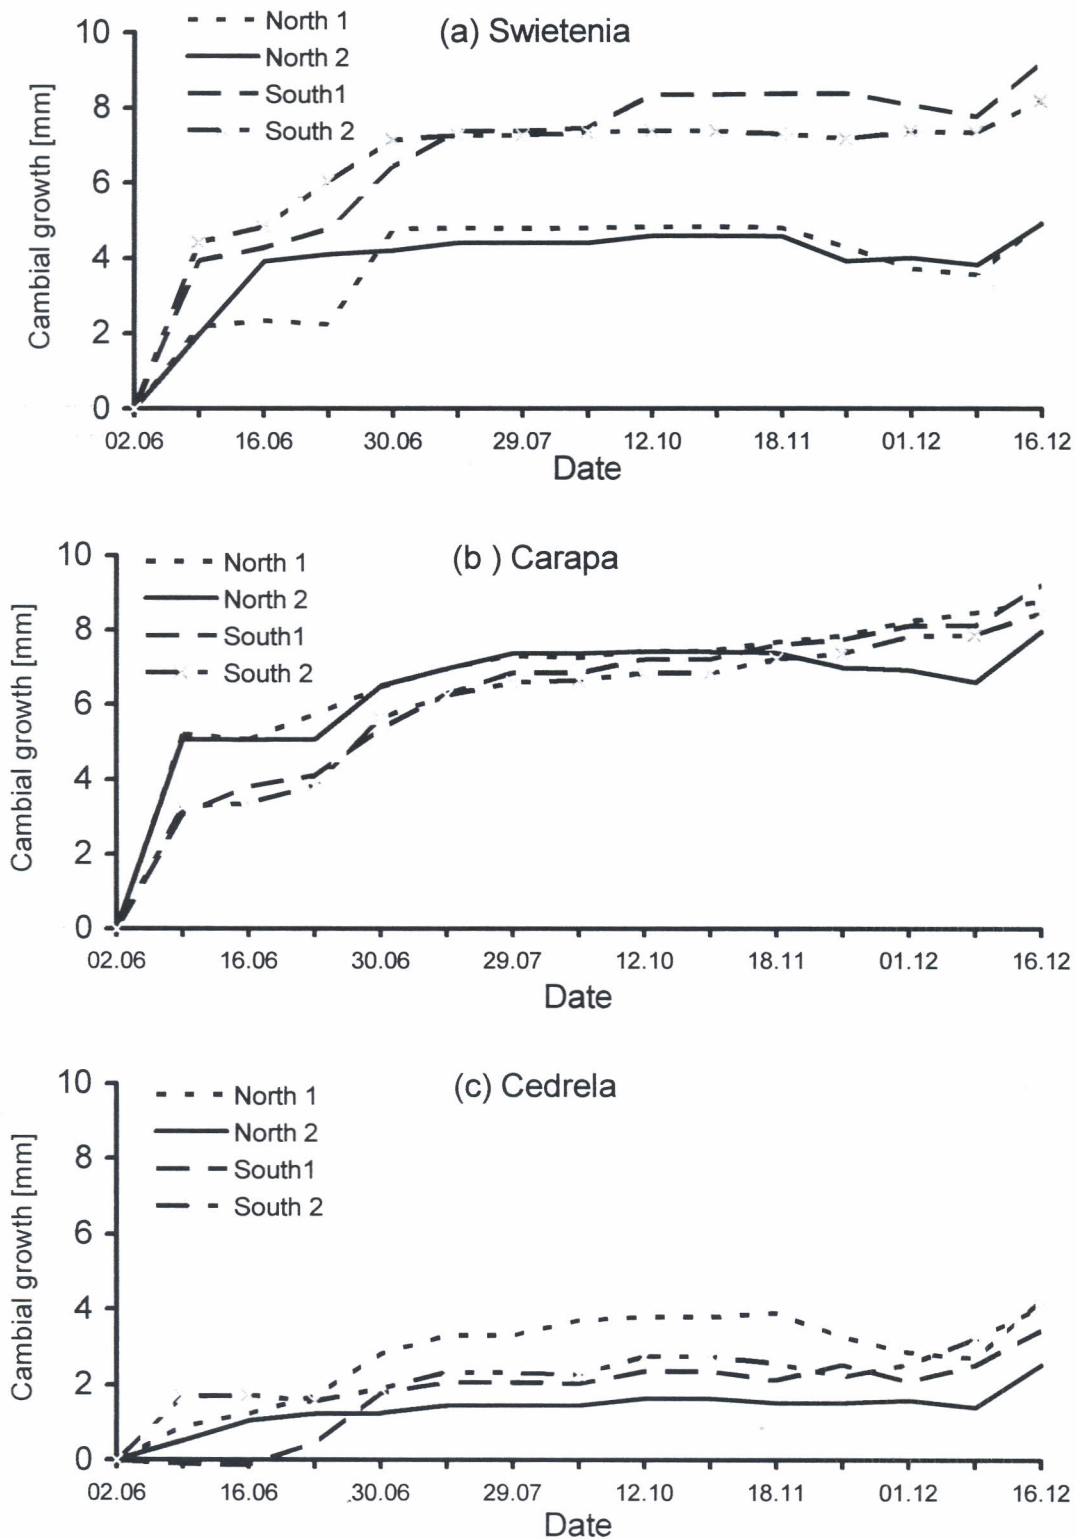 (a) Swietenia
North 1
North 2
South1
South 2
Cambial growth [mm]
10
8
6
4
2
0
02.06 16.06 30.06 29.07 12.10 18.11 01.12 16.12
Date
(b ) Carapa
North 1
North 2
South1
South 2
Cambial growth [mm]
10
8
6
4
2
0
02.06 16.06 30.06 29.07 12.10 18.11 01.12 16.12
Date
(c) Cedrela
North 1
North 2
South1
South 2
Cambial growth [mm]
10
8
6
4
2
0
02.06 16.06 30.06 29.07 12.10 18.11 01.12 16.12
Date